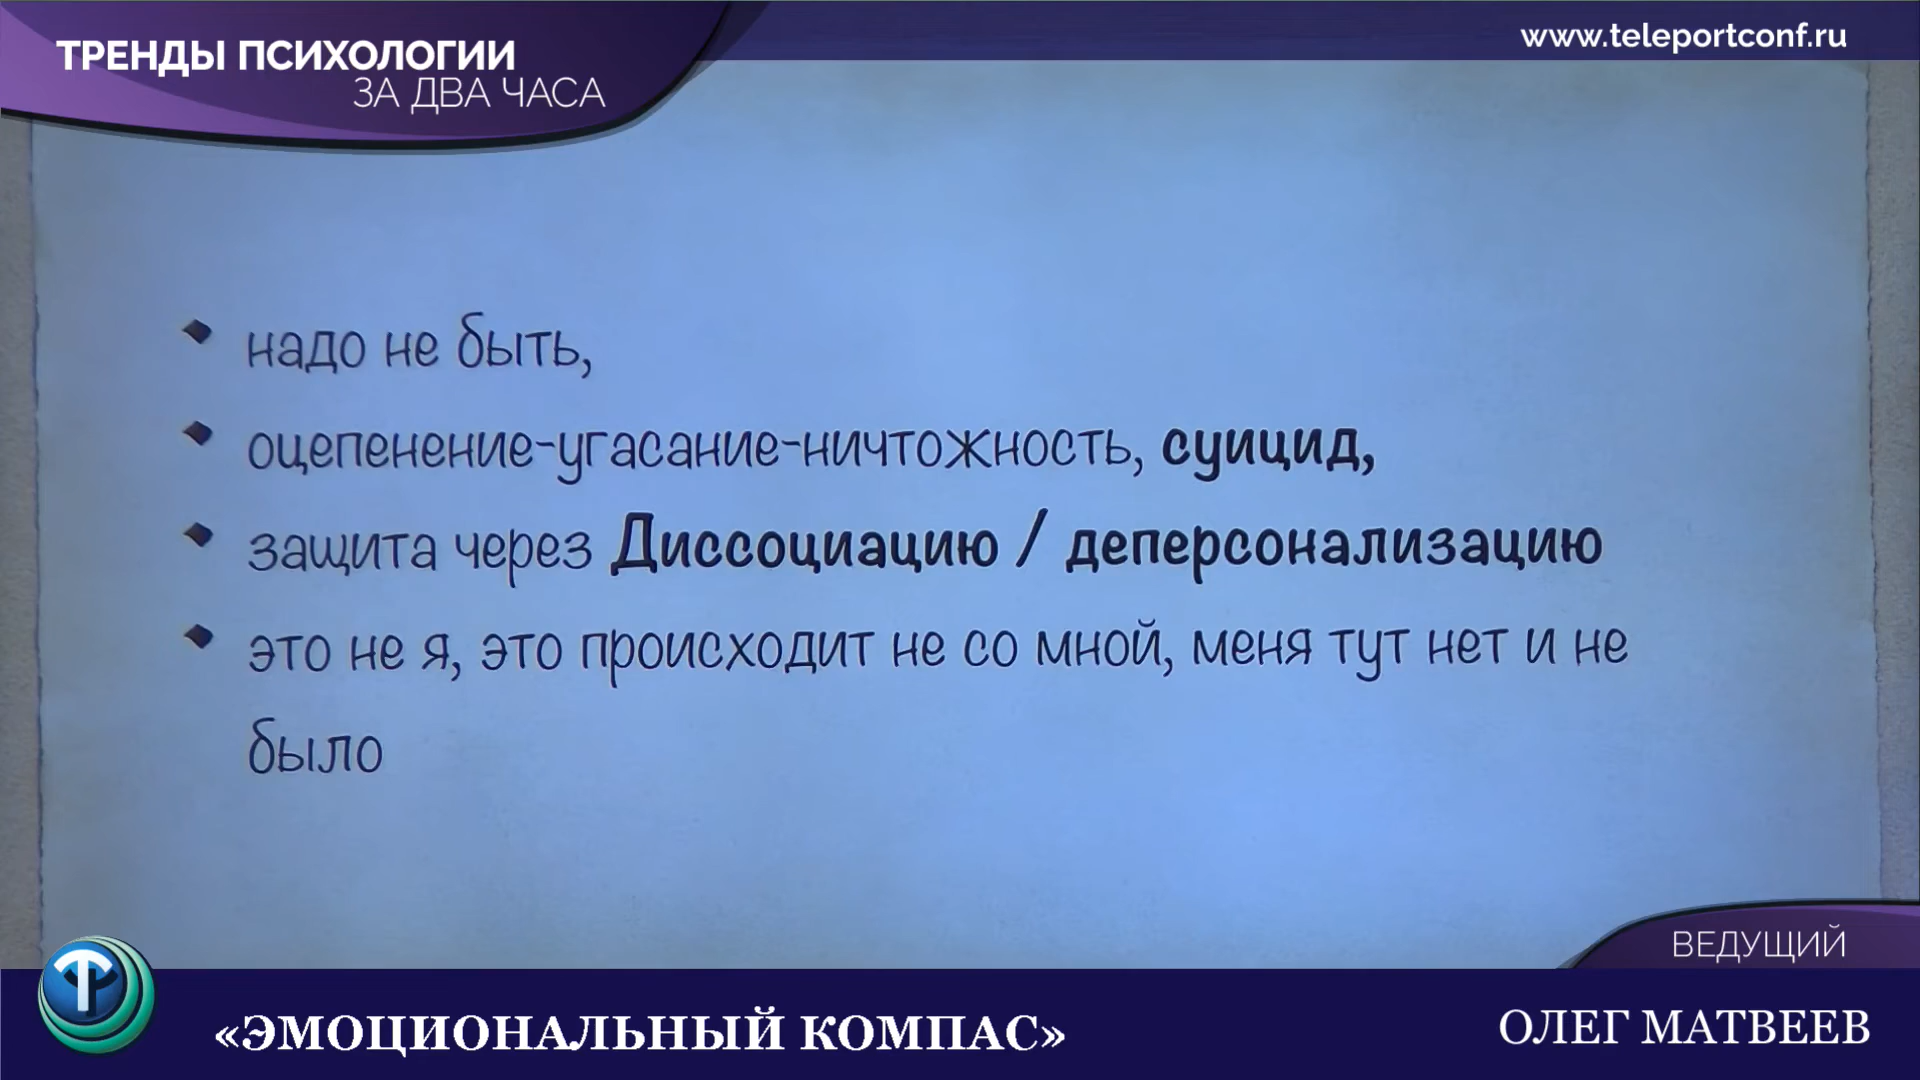 ТРЕНДЫ ПСИХОЛОГИИ
ЗА ДВА ЧАСА
www.teleportconf.ru
надо не быть,
оцепенение-угасание-ничтожность, суицид,
защита через Диссоциацию / деперсонализацию
это не я, это происходит не со мной, меня тут нет и не
было
ВЕДУЩИЙ
«ЭМОЦИОНАЛЬНЫЙ КОМПАС»
ОЛЕГ МАТВЕЕВ